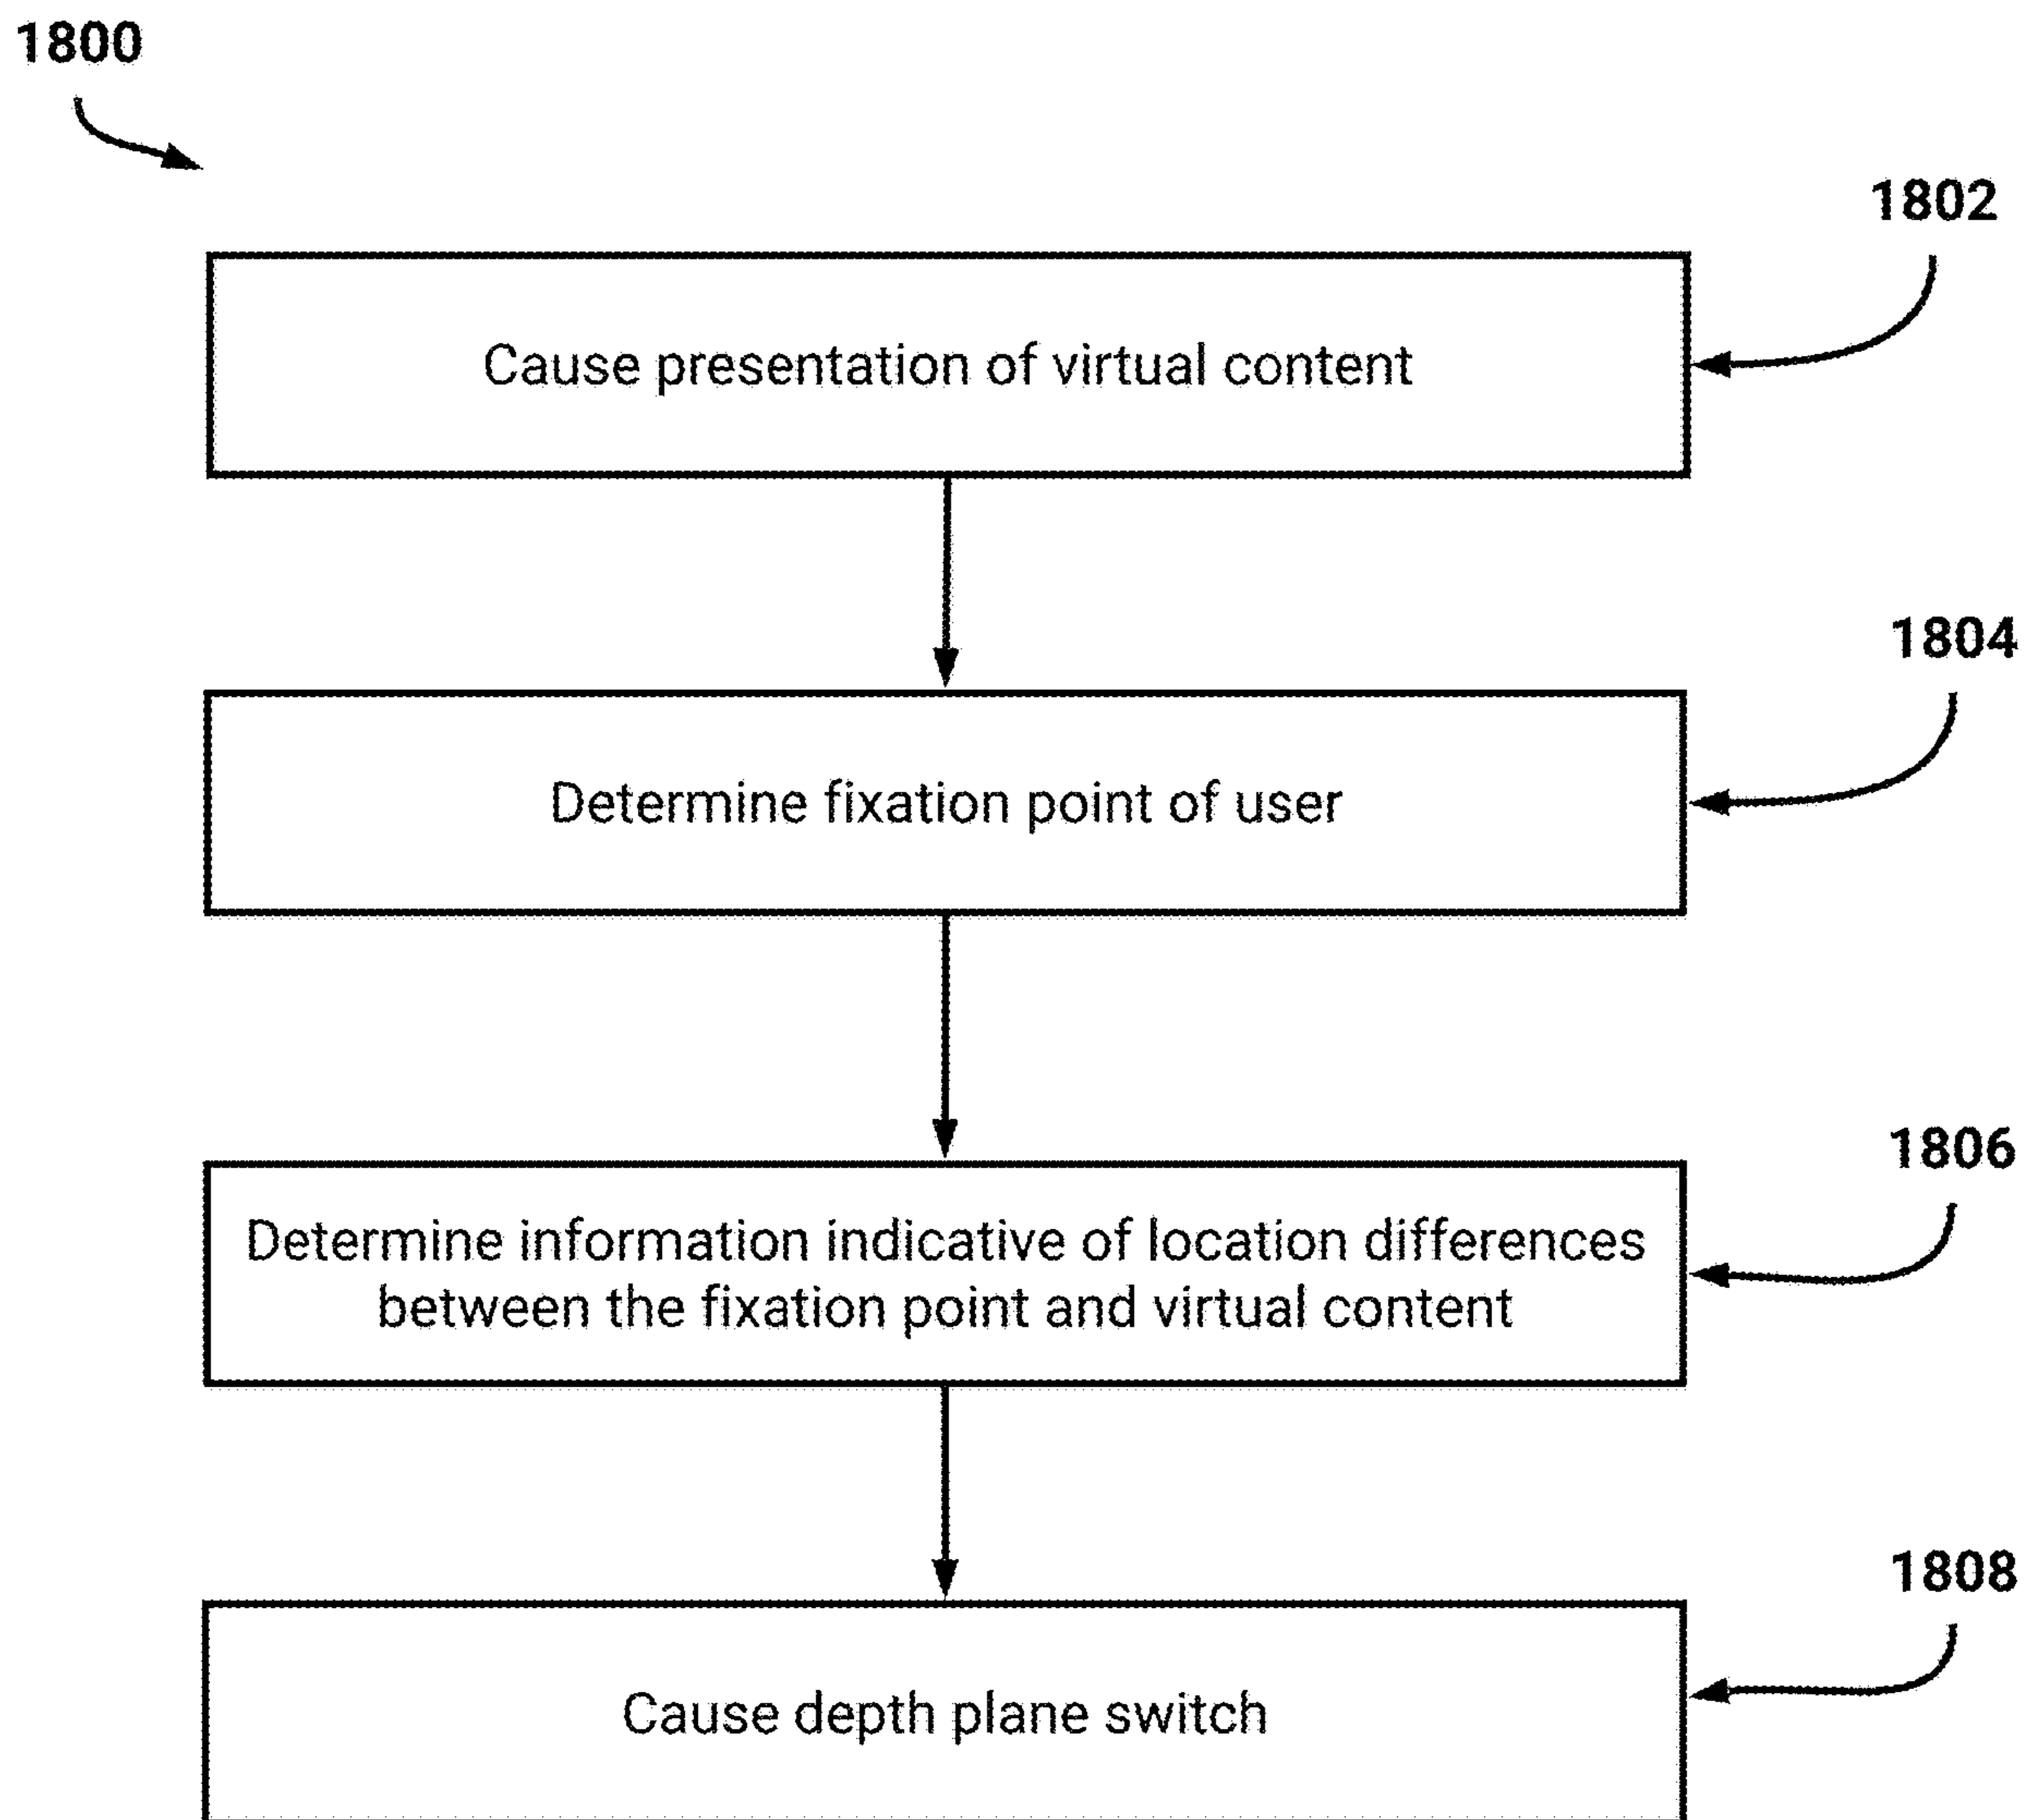 1800
1802
Cause presentation of virtual content
1804
Determine fixation point of user
1806
Determine information indicative of location differences
between the fixation point and virtual content
1808
Cause depth plane switch